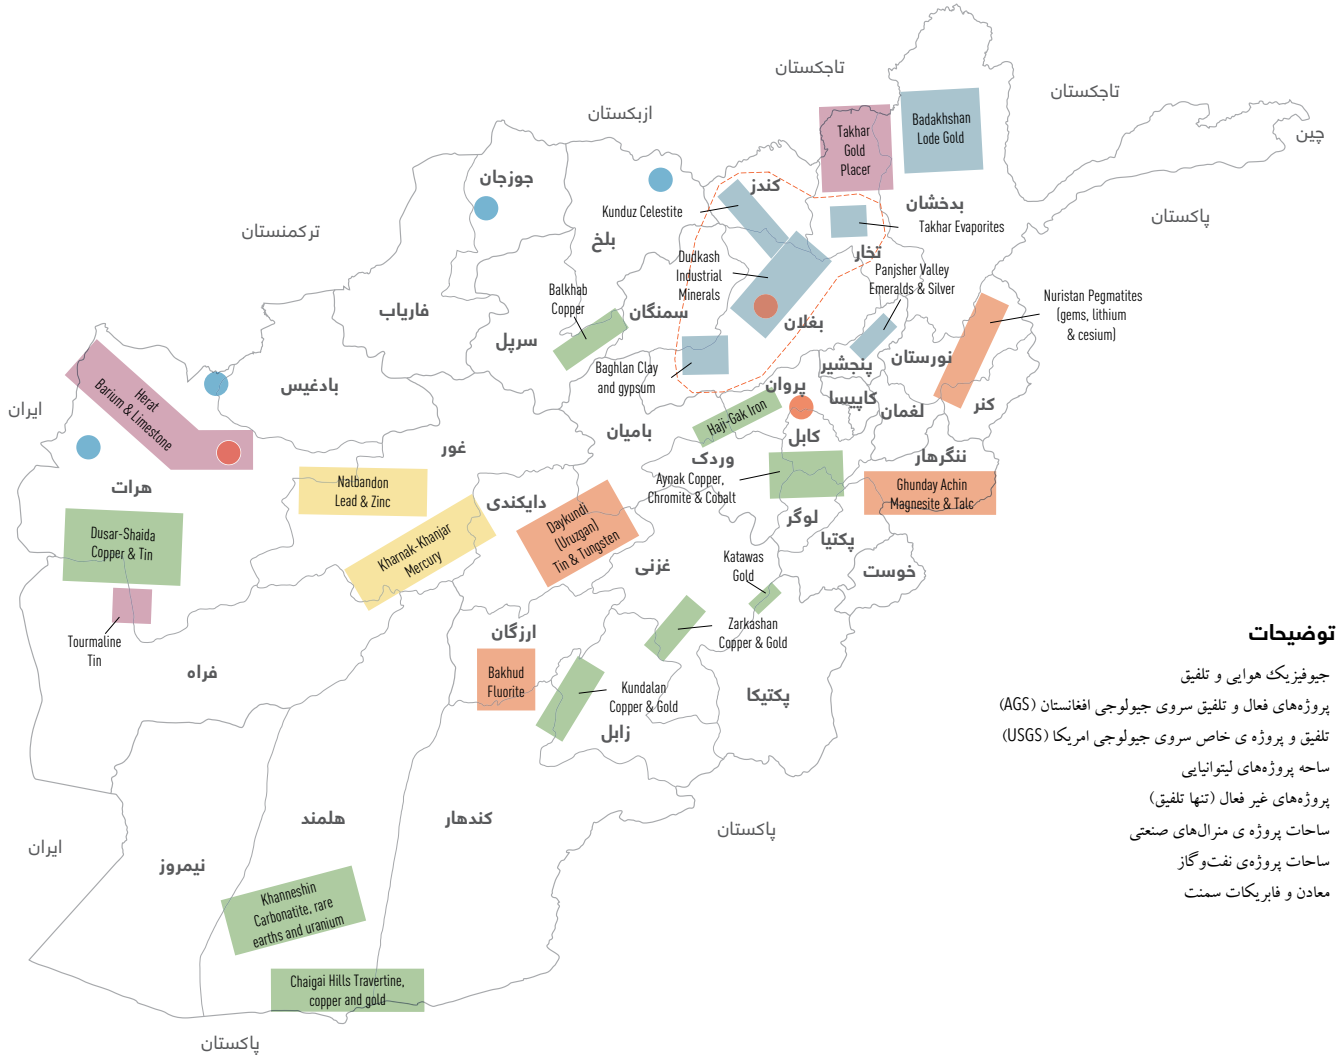 تاجکستان
تاجکستان
ازبکستان
چین
ترکمنستان
پاکستان
ایران
ایران
پاکستان
پاکستان
Takhar
Gold
Placer
Badakhshan
Lode Gold
جوزجان
کندز
بدخشان
Kunduz Celestite
Takhar Evaporites
بلخ
تخار
Dudkash
Industrial
Minerals
Panjsher Valley
Emeralds & Silver
Balkhab
Copper
Nuristan Pegmatites
(gems, lithium
& cesium)
فاریاب
سمنگان
بغلان
سرپل
نورستان
پنجشیر
Baghlan Clay
and gypsum
بادغیس
پروان
کاپیسا
لغمان
کنر
Herat
Barium & Limestone
Haji-Gak Iron
بامیان
کابل
غور
وردک
ننگرهار
Aynak Copper,
Chromite & Cobalt
Ghunday Achin
Magnesite & Talc
هرات
Nalbandon
Lead & Zinc
دایکندی
لوگر
پکتیا
Dusar-Shaida
Copper & Tin
Kharnak-Khanjar
Mercury
Daykundi
(Uruzgan)
Tin & Tungsten
غزنی
Katawas
Gold
خوست
Tourmaline
Tin
ارزگان
Zarkashan
Copper & Gold
فراه
Bakhud
Fluorite
Kundalan
Copper & Gold
پکتیکا
زابل
هلمند
کندهار
نیمروز
Khanneshin
Carbonatite, rare
earths and uranium
Chaigai Hills Travertine,
copper and gold
توضیحات
جیوفیزیک هوایی و تلفیق
پروژه‌های فعال و تلفیق سروی جیولوجی افغانستان (AGS)
تلفیق و پروژه ی خاص سروی جیولوجی امریکا (USGS)
ساحه پروژه‌های لیتوانیایی
پروژه‌های غیر فعال (تنها تلفیق)
ساحات پروژه ی منرال‌های صنعتی
ساحات پروژه‌ی نفت‌و‌گاز
معادن و فابریکات سمنت